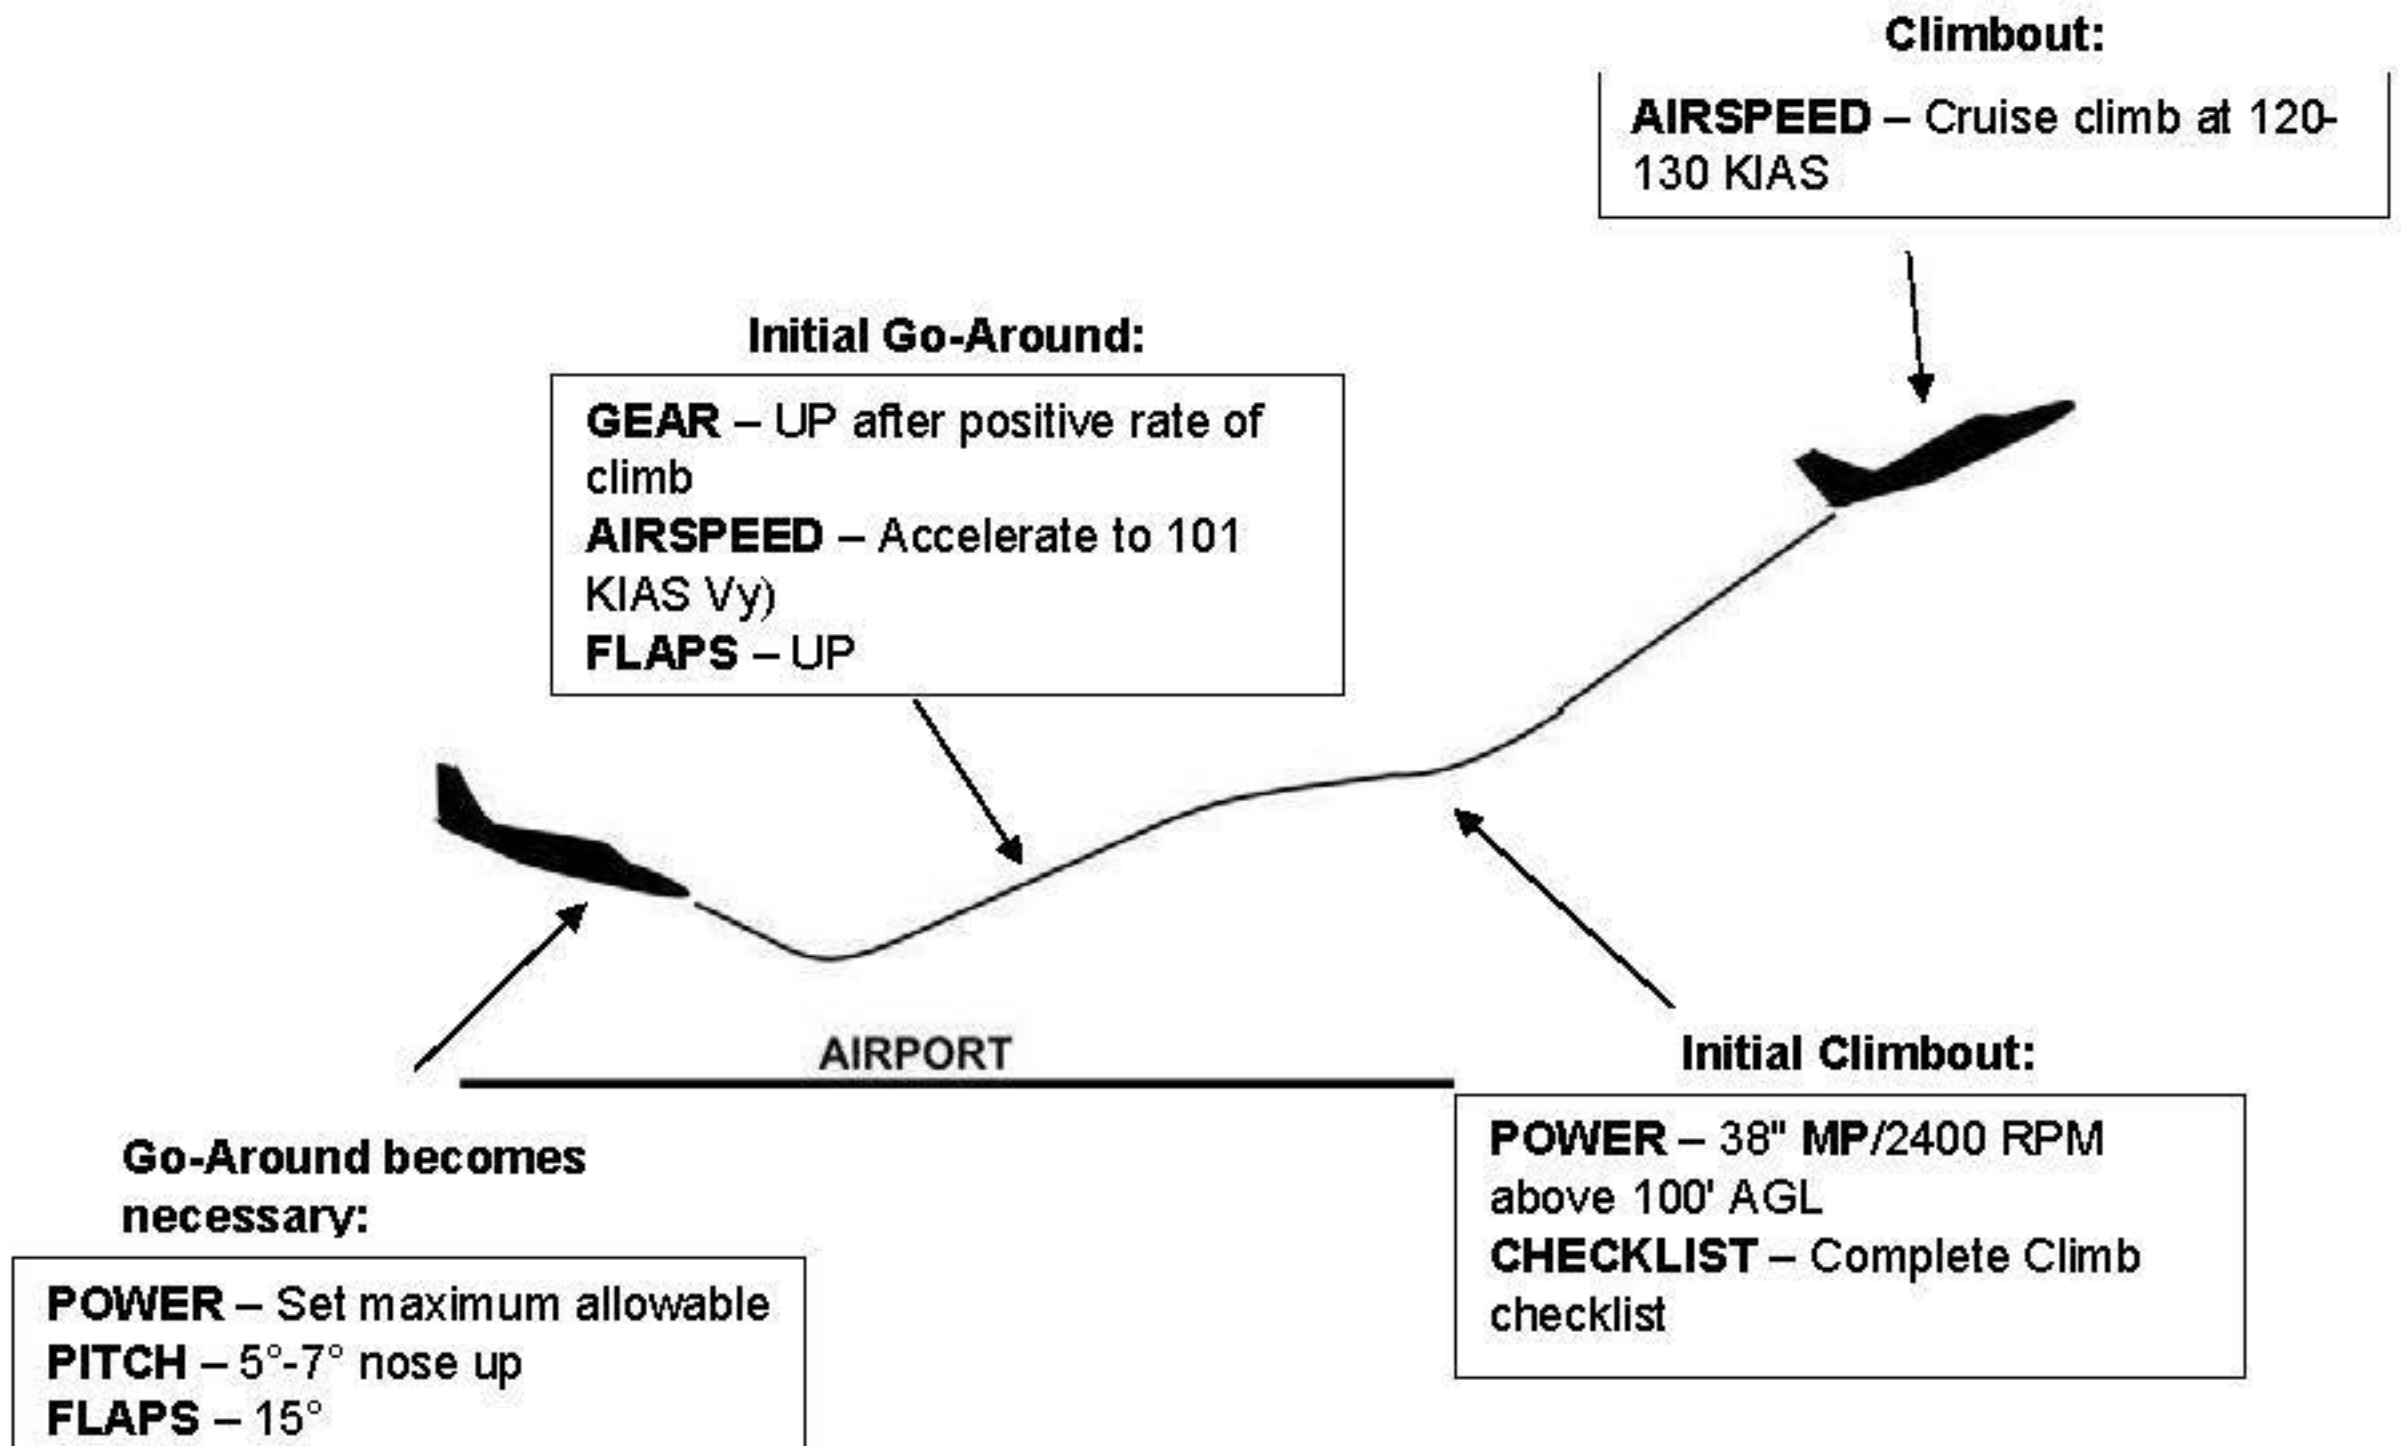 Climbout:
AIRSPEED – Cruise climb at 120-
130 KIAS
Initial Go-Around:
GEAR – UP after positive rate of
climb
AIRSPEED – Accelerate to 101
KIAS Vy)
FLAPS – UP
AIRPORT
Initial Climbout:
POWER – 38" MP/2400 RPM
above 100' AGL
CHECKLIST – Complete Climb
checklist
Go-Around becomes
necessary:
POWER – Set maximum allowable
PITCH – 5°-7° nose up
FLAPS – 15°